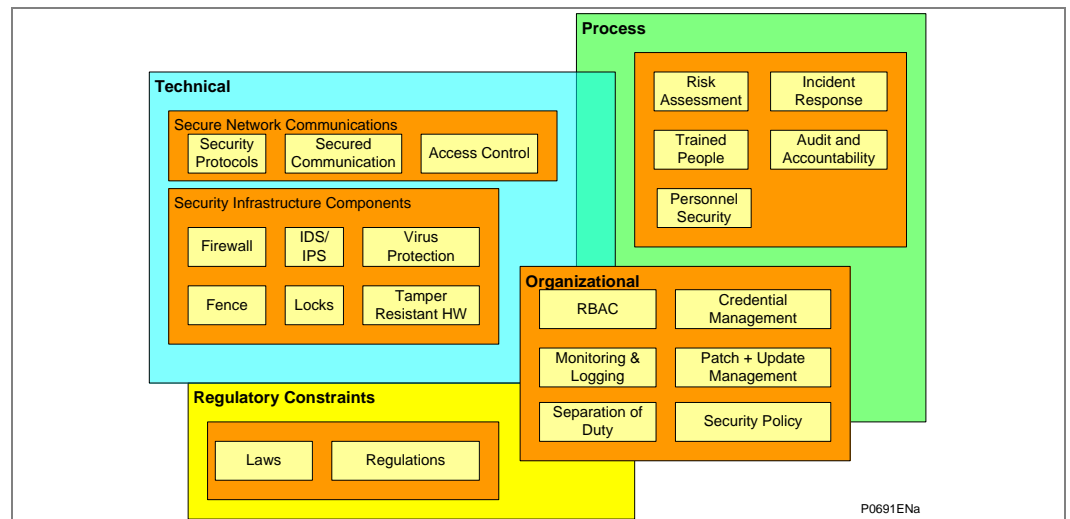 Process
Risk
Assessment
Incident
Response
Trained
People
Audit and
Accountability
Personnel
Security
Technical
Secure Network Communications
Security
Protocols
Secured
Communication
Access Control
Security Infrastructure Components
Firewall
IDS/
IPS
Virus
Protection
Fence
Locks
Tamper
Resistant HW
Organizational
RBAC
Credential
Management
Monitoring &
Logging
Patch + Update
Management
Separation of
Duty
Security Policy
Regulatory Constraints
Laws
Regulations
P0691ENa